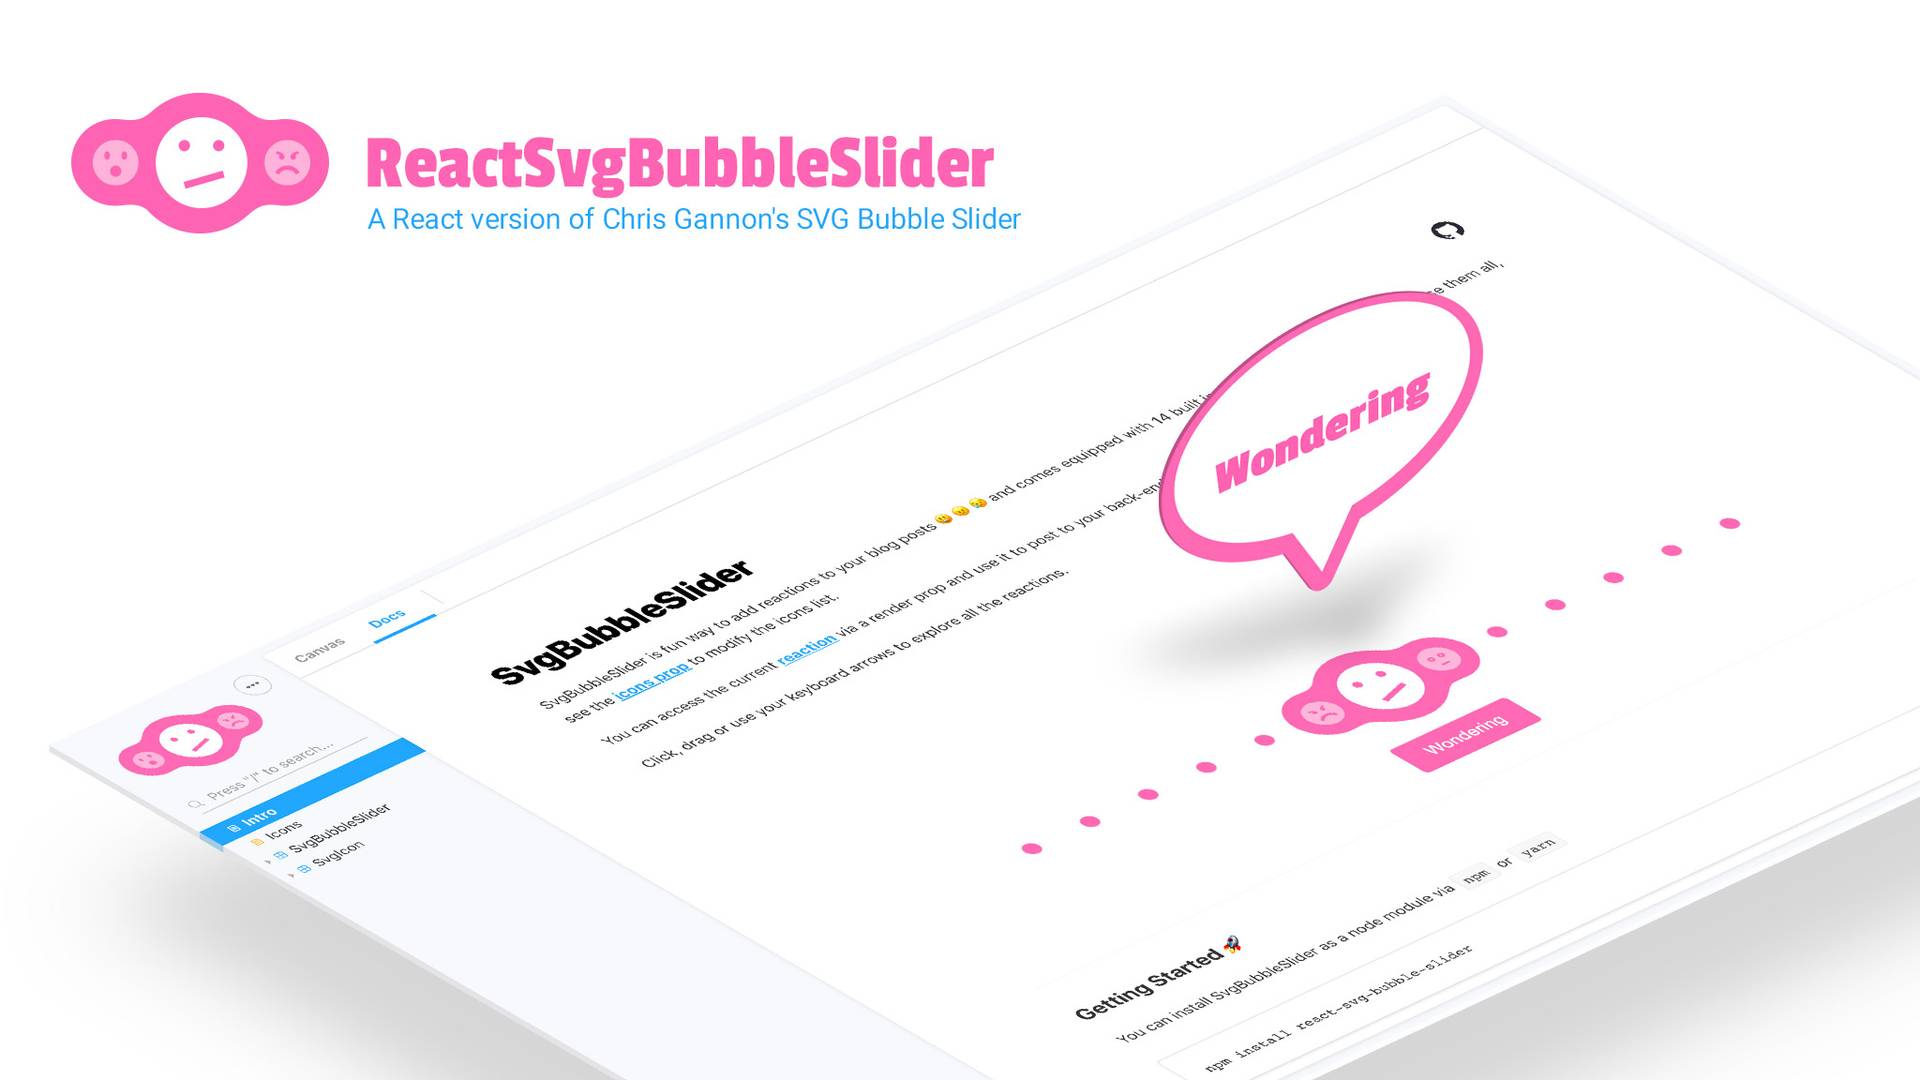 ReactSvgBubbleSlider
A React version of Chris Gannon's SVG Bubble Slider
Canvas
Docs
Press "/" to search...
Intro
Icons
SvgBubbleSlider
SvgIcon
SvgBubbleSlider
SvgBubbleSlider is fun way to add reactions to your blog posts 😀 😠 😂 and comes equipped with 14 built them all,
see the icons prop to modify the icons list.
You can access the current reaction via a render prop and use it to post to your
Click, drag or use your keyboard arrows to explore all the reactions.
Wondering
Wondering
Getting Started 🚀
You can install SvgBubbleSlider as a node module via npm or yarn
npm install react-svg-bubble-slider